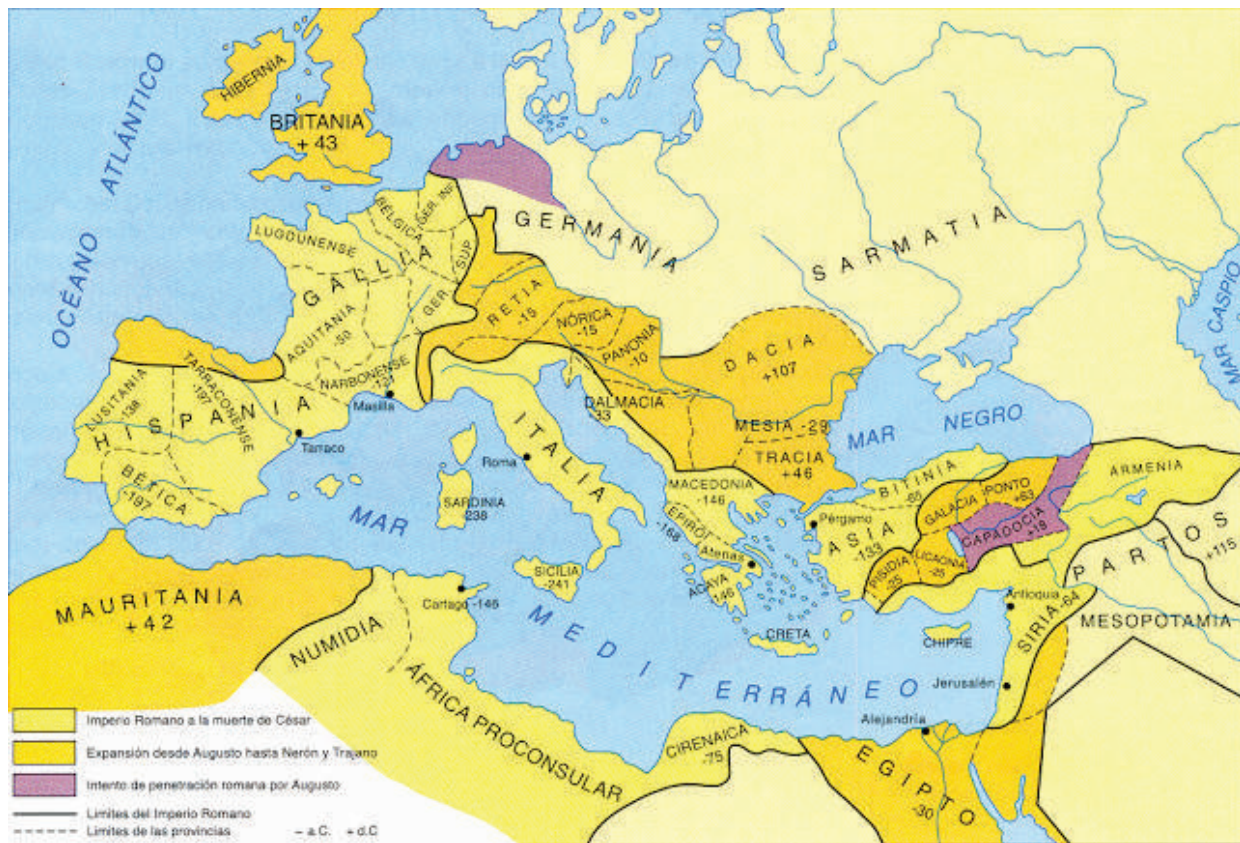 OCÉANO ATLÁNTICO
HIBERNIA
BRITANIA
+ 43
GERMANÍA
SARMATIA
MAR CASPIO
BÉLGICA
GER. INF.
LUGDUNENSE
GALLIA
GER. SUP.
AQUITANIA
-50
NARBONENSE
-121
Masilla
RETIA
-15
NÓRICA
-15
PANONIA
-10
DACIA
+107
DALMACIA
-33
MESIA -29
TRACIA
+46
MAR NEGRO
LUSITANIA
-138
TARRACONENSE
-197
HISPANIA
BÉTICA
-197
Tarraco
ITALIA
Roma
SARDINIA
-238
SICILIA
-241
MACEDONIA
-146
EPIRO
-168
Atenas
ACAYA
146
CRETA
Pérgamo
ASÍA
-133
BITINIA
-65
GALACIA
PONTO
+63
CAPADOCIA
+18
PISIDIA
-25
LICAONIA
-25
ARMENIA
PARTOS
+115
MESOPOTAMIA
Antioquia
SIRIA -64
CHIPRE
Jerusalén
Alejandría
MAR MEDITERRÁNEO
MAURITANIA
+ 42
NUMIDIA
Cartago -146
ÁFRICA PROCONSULAR
CIRENAICA
-75
EGIPTO
-30
Imperio Romano a la muerte de César
Expansión desde Augusto hasta Nerón y Trajano
Intento de penetración romana por Augusto
Limites del Imperio Romano
Limites de las provincias – a.C. + d.C